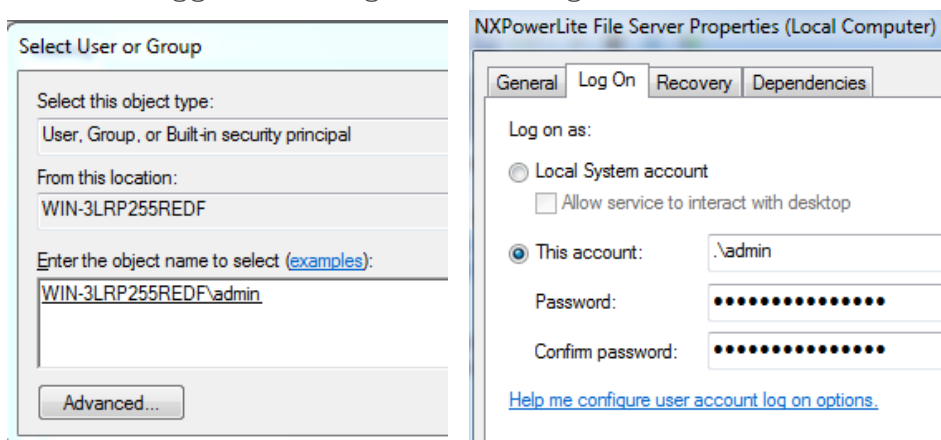 Select User or Group
Select this object type:
User, Group, or Built-in security principal
From this location:
WIN-3LRP255REDF
Enter the object name to select (examples):
WIN-3LRP255REDF\admin
Advanced...
NXPowerLite File Server Properties (Local Computer)
General Log On Recovery Dependencies
Log on as:
Local System account
Allow service to interact with desktop
This account: .\admin
Password: •••••••••••••••
Confirm password: •••••••••••••••
Help me configure user account log on options.